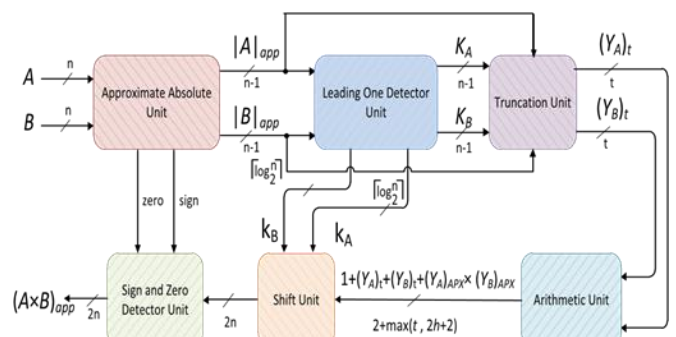 A
n
B
n
Approximate Absolute
Unit
|A|app
n-1
|B|app
n-1
Leading One Detector
Unit
KA
n-1
KB
n-1
Truncation Unit
(YA)t
t
(YB)t
t
zero
sign
⌈log₂ⁿ⌉
⌈log₂ⁿ⌉
kB
kA
(A×B)app
2n
Sign and Zero
Detector Unit
2n
Shift Unit
1+(YA)t+(YB)t+(YA)APX× (YB)APX
2+max(t , 2h+2)
Arithmetic Unit